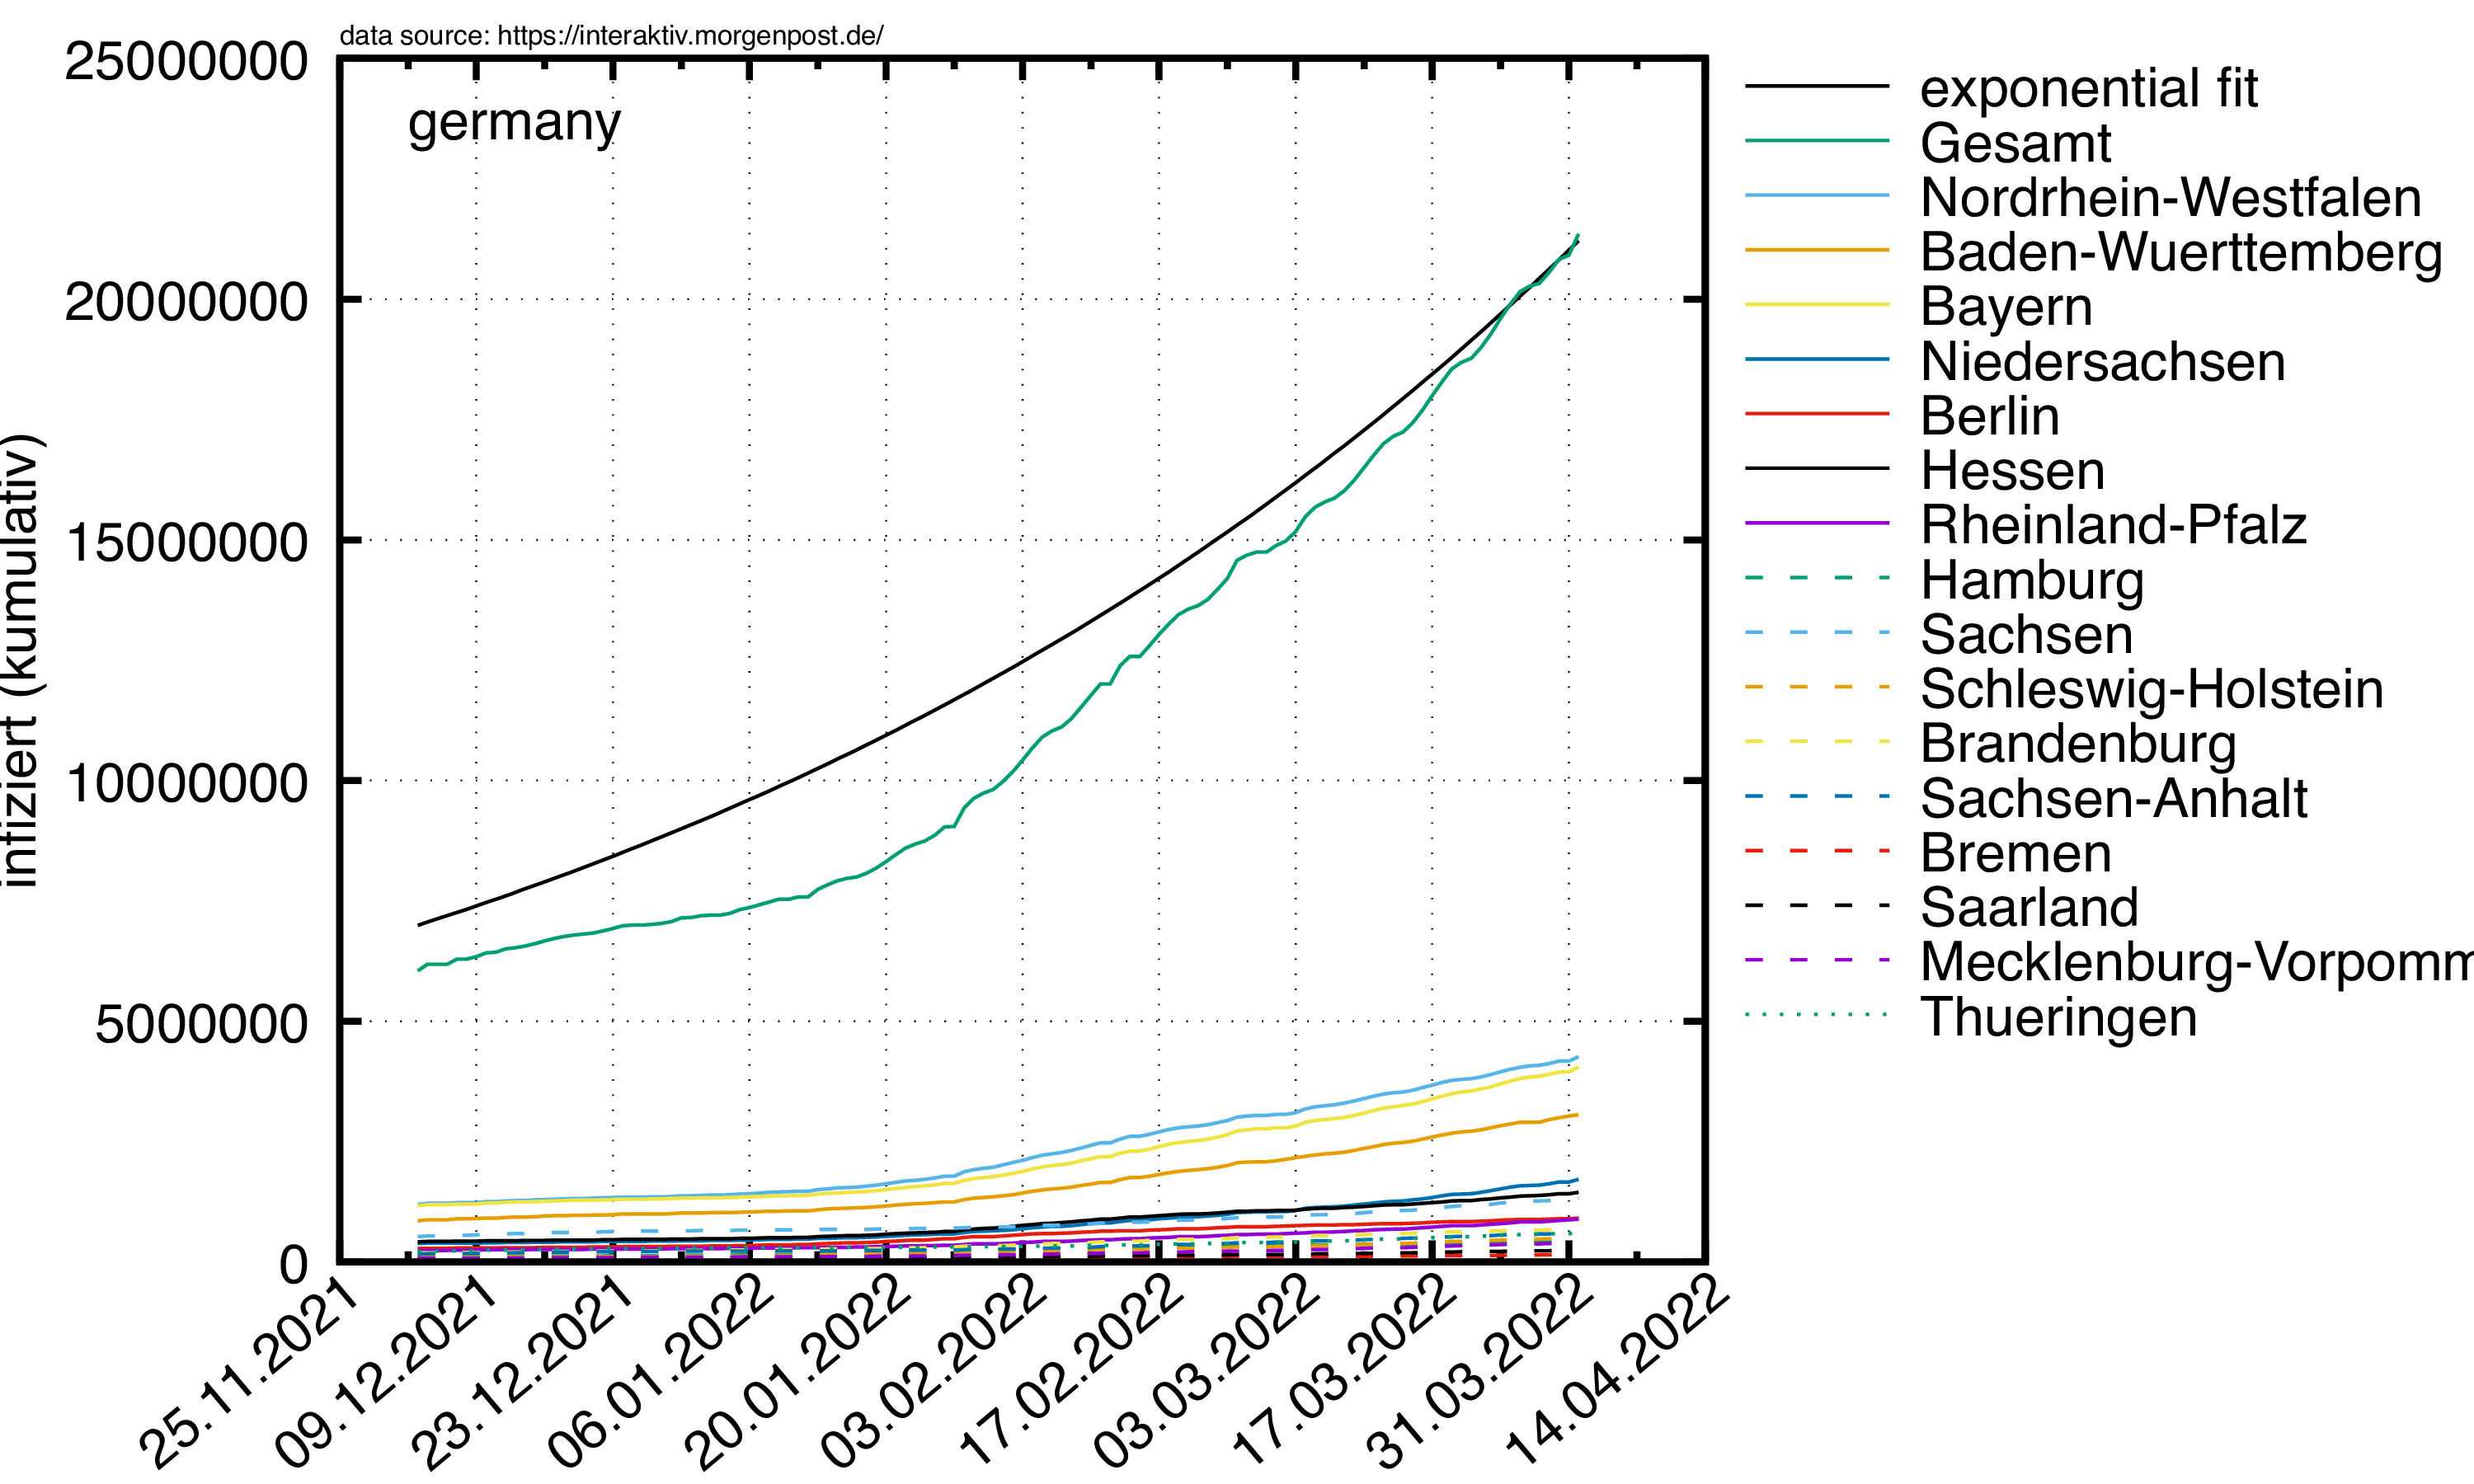 data source: https://interaktiv.morgenpost.de/
germany
infiziert (kumulativ)
25000000
20000000
15000000
10000000
5000000
0
25.11.2021
09.12.2021
23.12.2021
06.01.2022
20.01.2022
03.02.2022
17.02.2022
03.03.2022
17.03.2022
31.03.2022
14.04.2022
exponential fit
Gesamt
Nordrhein-Westfalen
Baden-Wuerttemberg
Bayern
Niedersachsen
Berlin
Hessen
Rheinland-Pfalz
Hamburg
Sachsen
Schleswig-Holstein
Brandenburg
Sachsen-Anhalt
Bremen
Saarland
Mecklenburg-Vorpomm
Thueringen